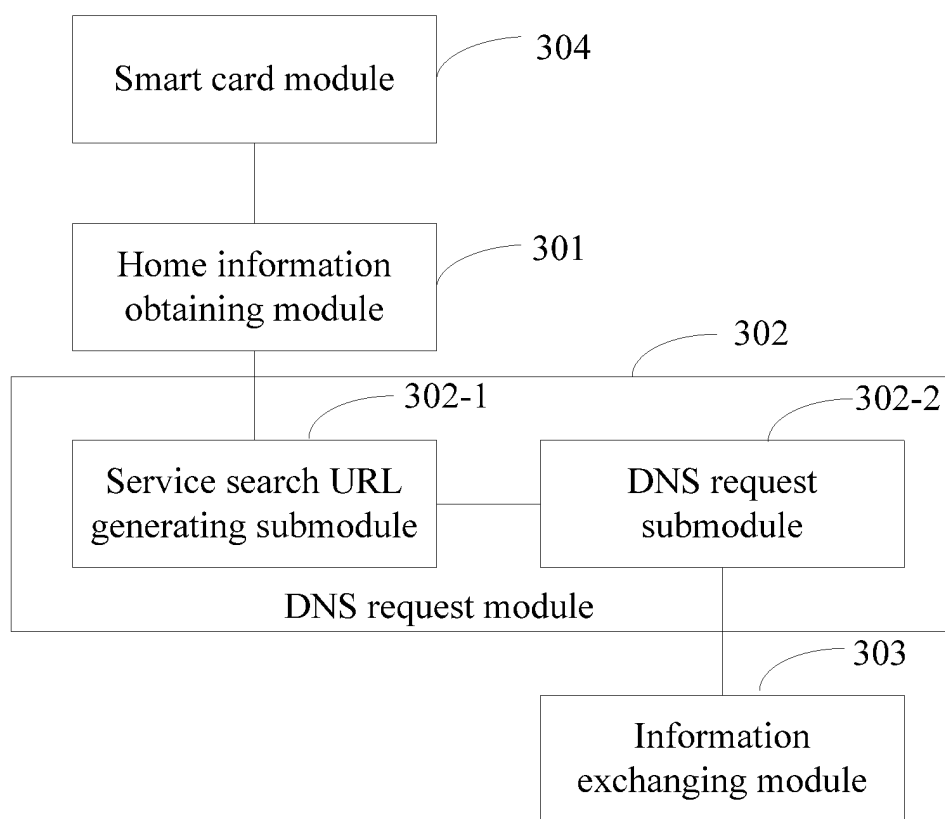 304
Smart card module
301
Home information
obtaining module
302
302-1
302-2
Service search URL
generating submodule
DNS request
submodule
DNS request module
303
Information
exchanging module